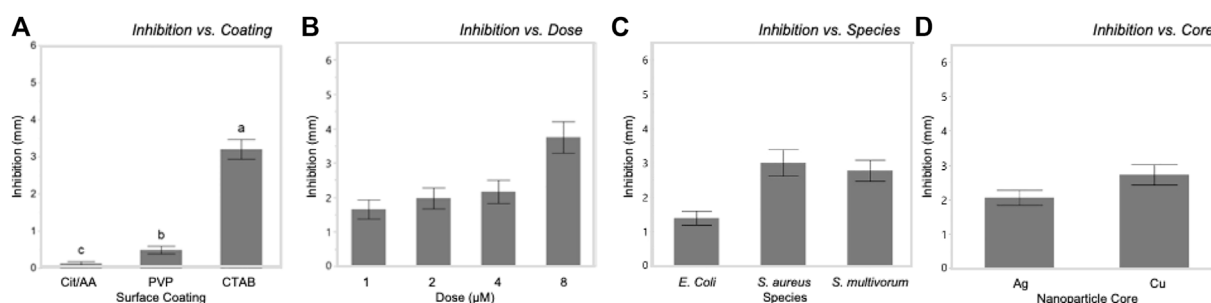 A
Inhibition vs. Coating
6
5
4
3
2
1
0
Inhibition (mm)
c
b
a
Cit/AA PVP CTAB
Surface Coating
B
Inhibition vs. Dose
6
5
4
3
2
1
0
Inhibition (mm)
1 2 4 8
Dose (µM)
C
Inhibition vs. Species
6
5
4
3
2
1
0
Inhibition (mm)
E. Coli S. aureus S. multivorum
Species
D
Inhibition vs. Core
6
5
4
3
2
1
0
Inhibition (mm)
Ag Cu
Nanoparticle Core